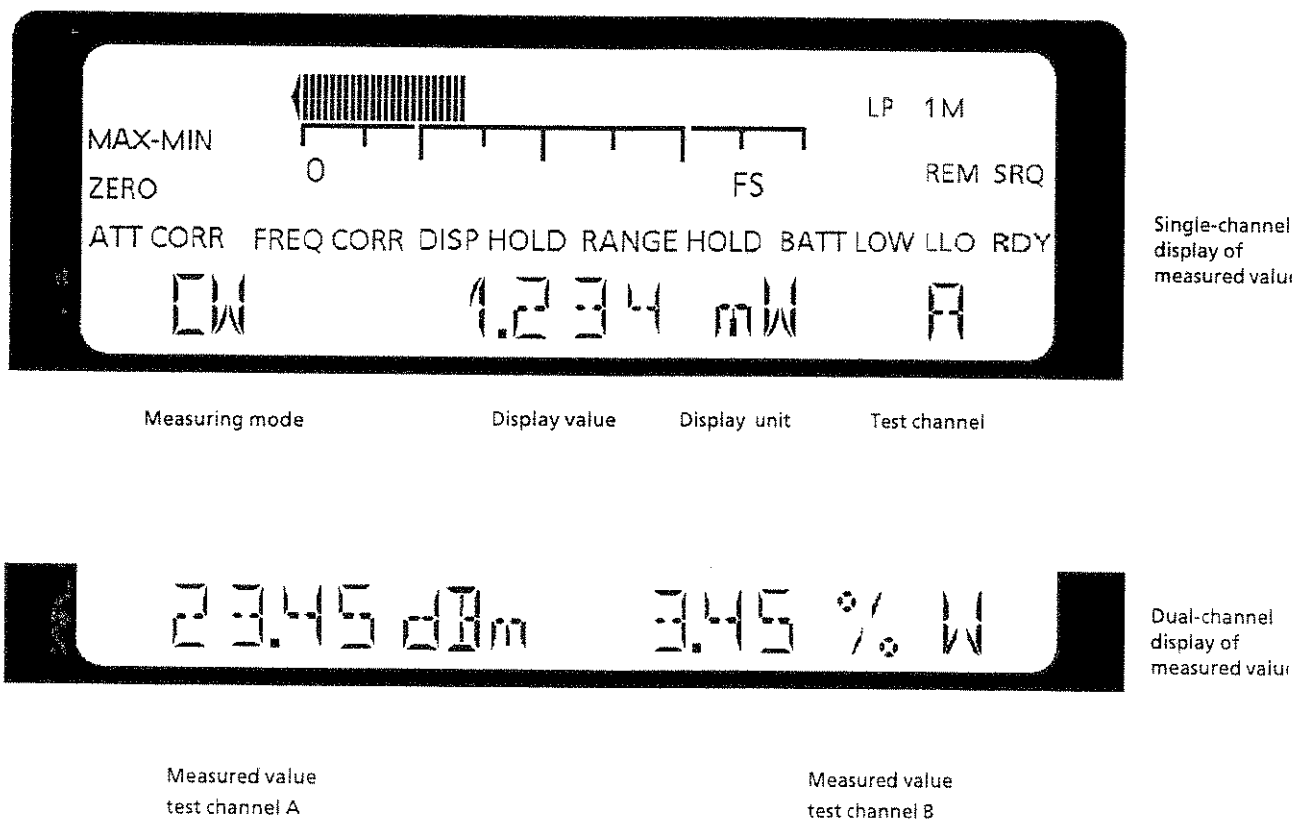 LP 1M
MAX-MIN
0 FS
ZERO REM SRQ
ATT CORR FREQ CORR DISP HOLD RANGE HOLD BATT LOW LLO RDY
CW 1.234 mW A
Single-channel
display of
measured valu
Measuring mode Display value Display unit Test channel
23.45 dBm 3.45 % W
Dual-channel
display of
measured valu
Measured value
test channel A
Measured value
test channel B